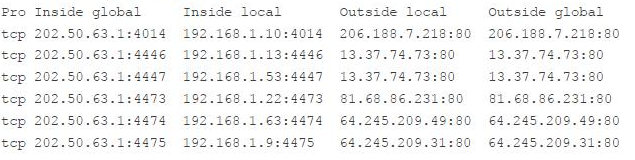 Pro Inside global Inside local Outside local Outside global
tcp 202.50.63.1:4014 192.168.1.10:4014 206.188.7.218:80 206.188.7.218:80
tcp 202.50.63.1:4446 192.168.1.13:4446 13.37.74.73:80 13.37.74.73:80
tcp 202.50.63.1:4447 192.168.1.53:4447 13.37.74.73:80 13.37.74.73:80
tcp 202.50.63.1:4473 192.168.1.22:4473 81.68.86.231:80 81.68.86.231:80
tcp 202.50.63.1:4474 192.168.1.63:4474 64.245.209.49:80 64.245.209.49:80
tcp 202.50.63.1:4475 192.168.1.9:4475 64.245.209.31:80 64.245.209.31:80